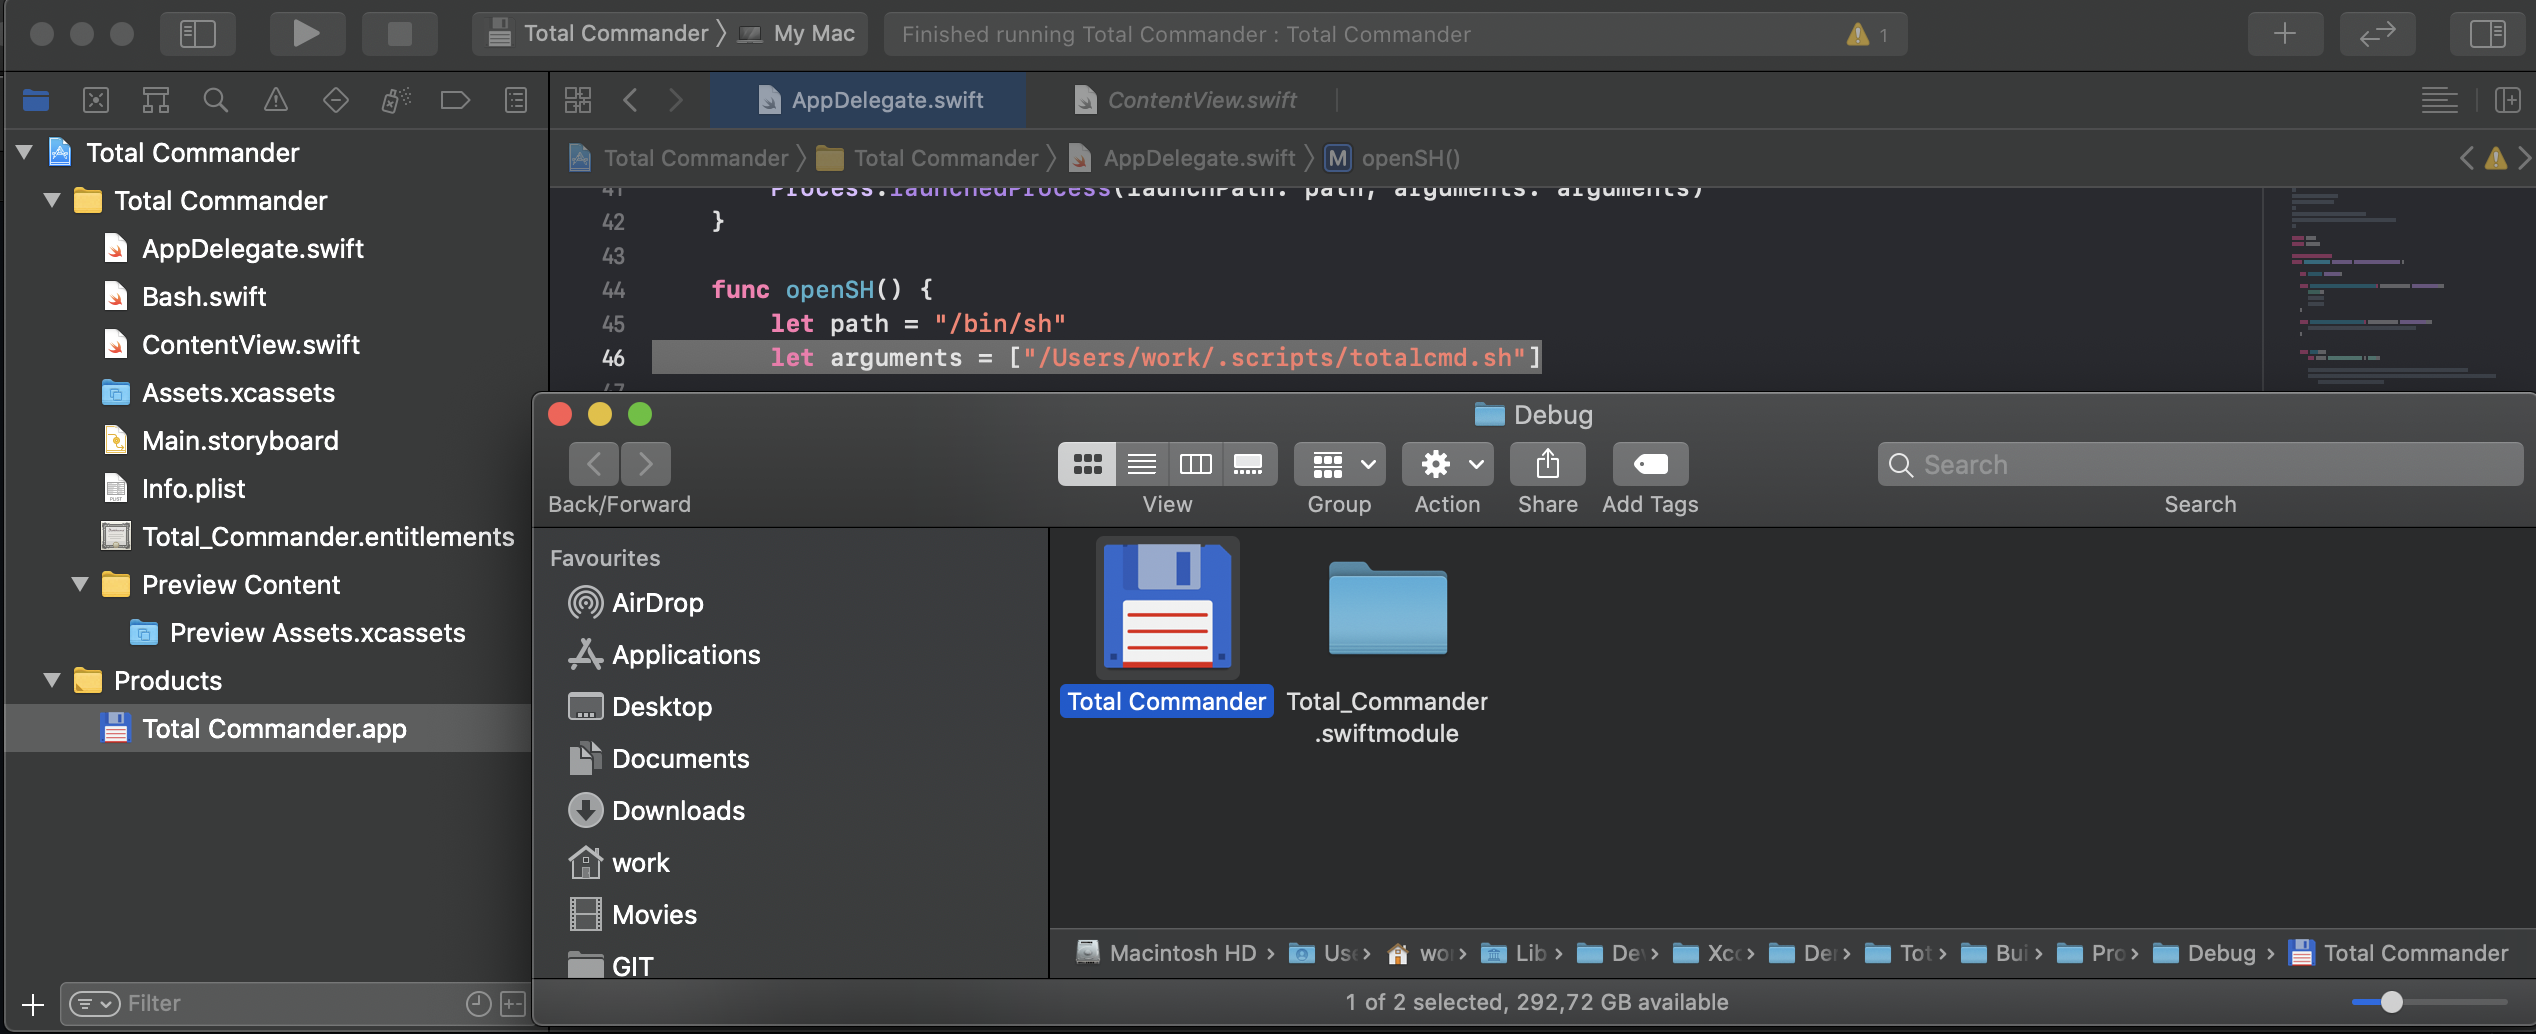 Total Commander 〉 My Mac
Finished running Total Commander : Total Commander
1
AppDelegate.swift
ContentView.swift
Total Commander 〉 Total Commander 〉 AppDelegate.swift 〉 M openSH()
Total Commander
Total Commander
AppDelegate.swift
Bash.swift
ContentView.swift
Assets.xcassets
Main.storyboard
Info.plist
Total_Commander.entitlements
Preview Content
Preview Assets.xcassets
Products
Total Commander.app
Filter
41 Process.launchedProcess(launchPath: path, arguments: arguments)
42 }
43
44 func openSH() {
45 let path = "/bin/sh"
46 let arguments = ["/Users/work/.scripts/totalcmd.sh"]
47
Debug
Back/Forward
View
Group
Action
Share
Add Tags
Search
Search
Favourites
AirDrop
Applications
Desktop
Documents
Downloads
work
Movies
GIT
Total Commander
Total_Commander
.swiftmodule
Macintosh HD › Use › wor › Lib › Dev › Xco › Der › Tot › Bui › Pro › Debug › Total Commander
1 of 2 selected, 292,72 GB available